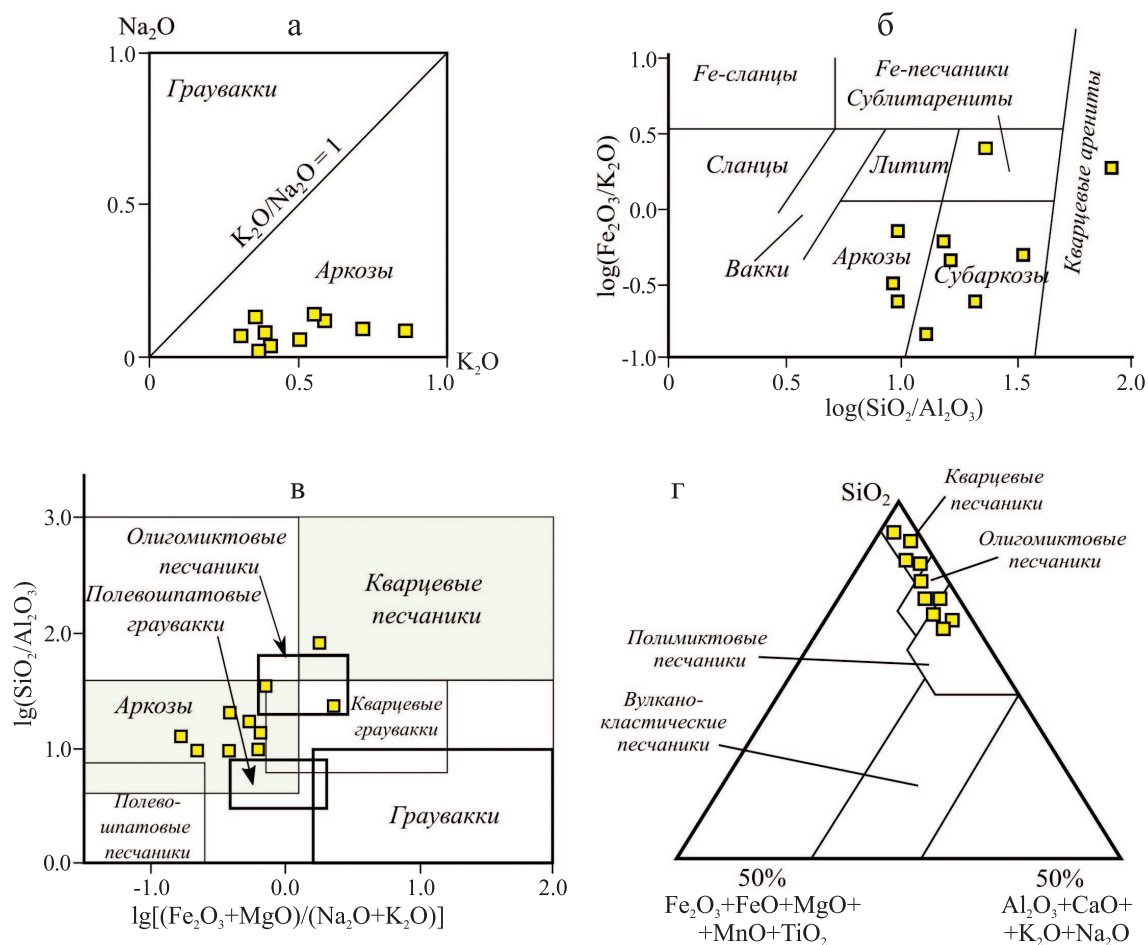 а
Na₂O
1.0
Граувакки
K₂O/Na₂O = 1
0.5
Аркозы
0
K₂O
0
0.5
1.0
б
1.0
Fe-сланцы
Fe-песчаники
Сублитарениты
0.5
Сланцы
Литит
Кварцевые арениты
log(Fe₂O₃/K₂O)
0.0
Вакки
Аркозы
Субаркозы
-0.5
-1.0
0
0.5
1.0
1.5
2.0
log(SiO₂/Al₂O₃)
в
3.0
Олигомиктовые
песчаники
Полевошпатовые
граувакки
Кварцевые
песчаники
lg(SiO₂/Al₂O₃)
2.0
Аркозы
Кварцевые
граувакки
1.0
Полево-
шпатовые
песчаники
Граувакки
0.0
-1.0
0.0
1.0
2.0
lg[(Fe₂O₃+MgO)/(Na₂O+K₂O)]
г
SiO₂
Кварцевые
песчаники
Олигомиктовые
песчаники
Полимиктовые
песчаники
Вулкано-
кластические
песчаники
50%
Fe₂O₃+FeO+MgO+
+MnO+TiO₂
50%
Al₂O₃+CaO+
+K₂O+Na₂O